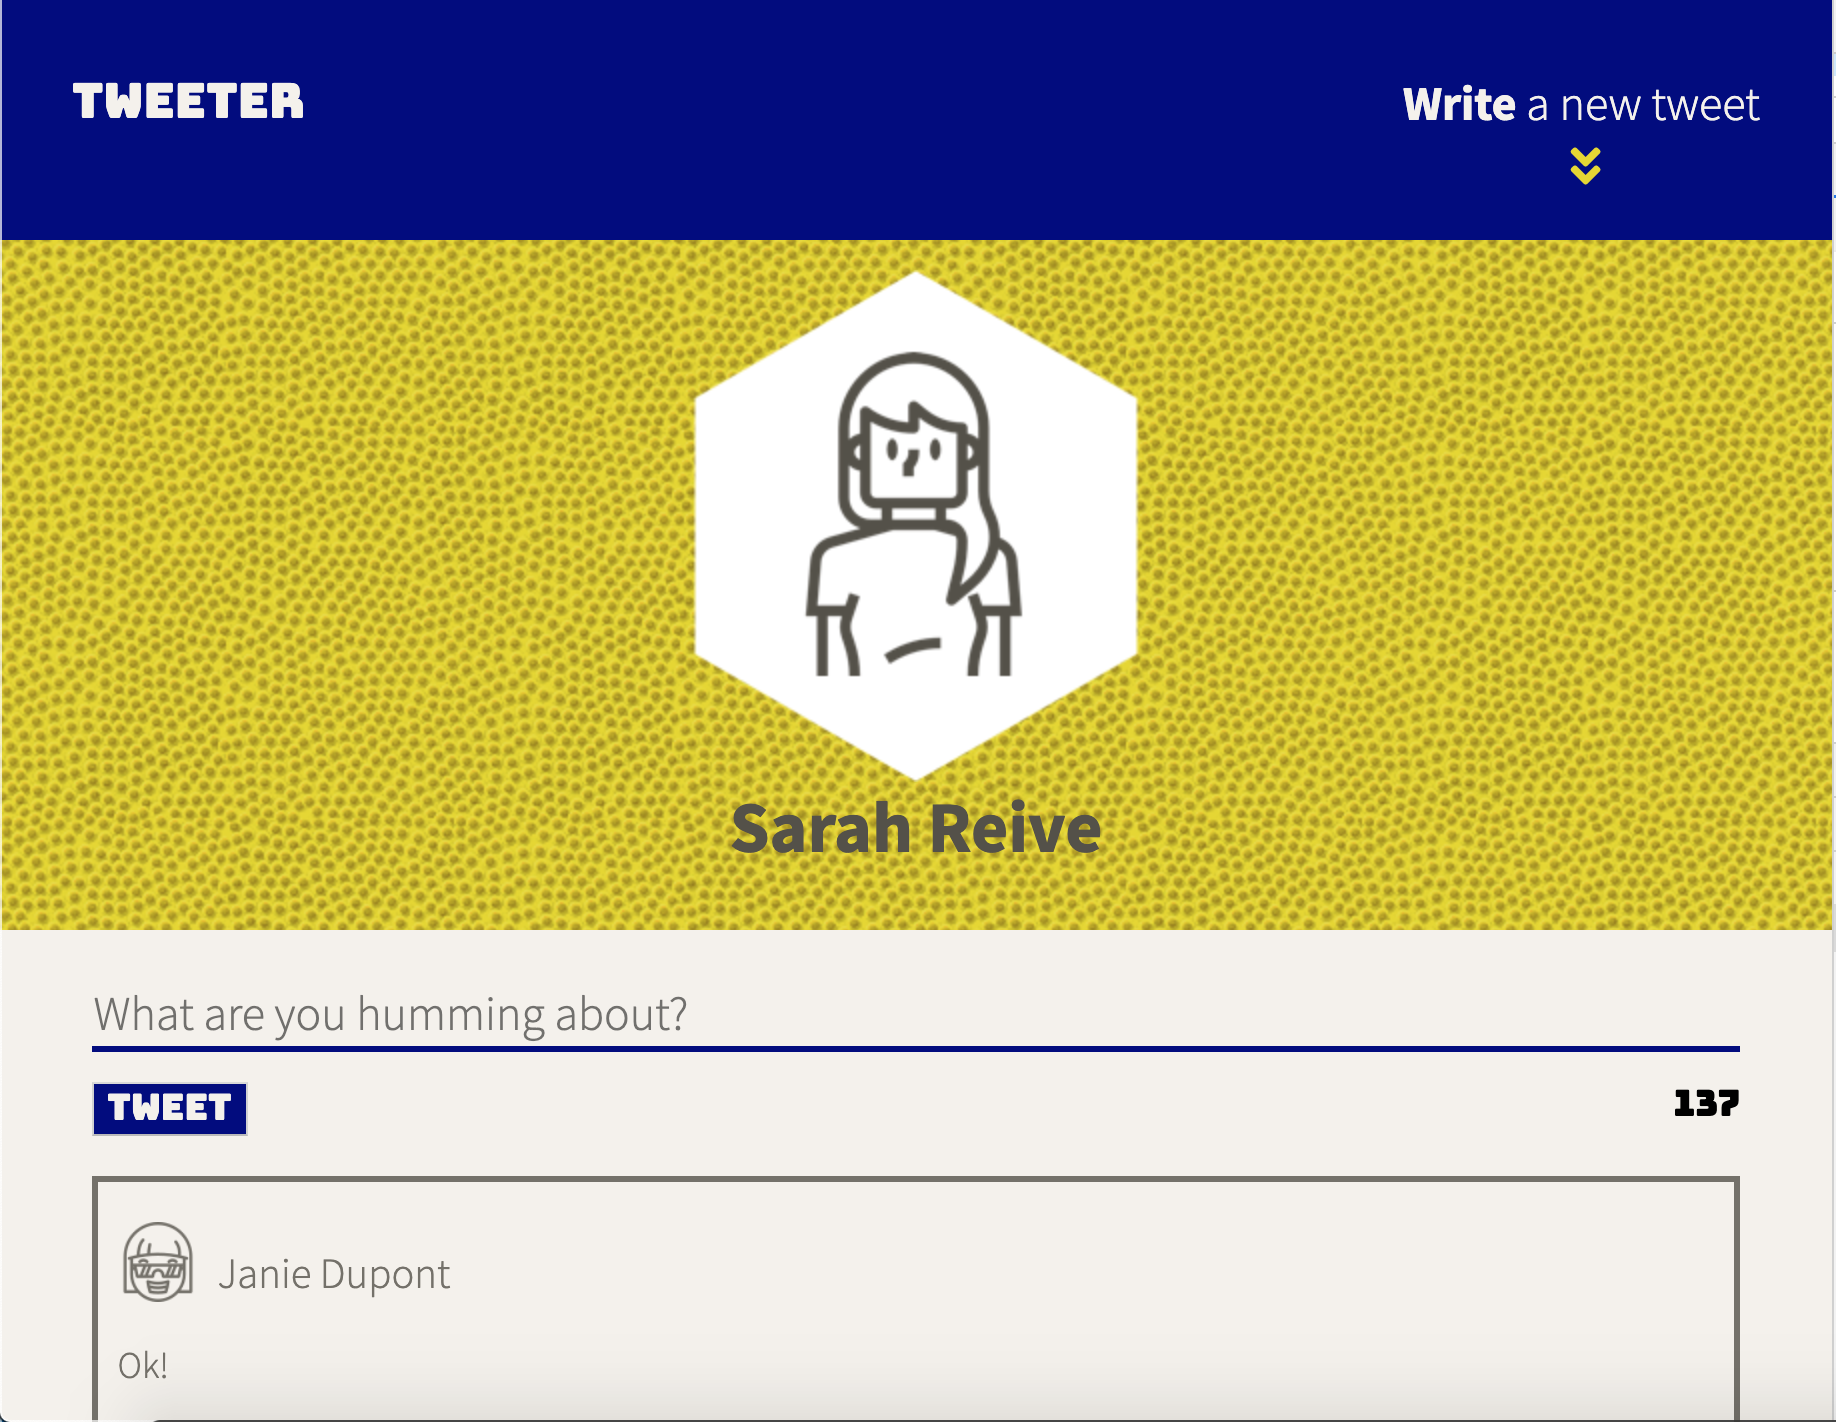 TWEETER
Write a new tweet
Sarah Reive
What are you humming about?
TWEET
137
Janie Dupont
Ok!